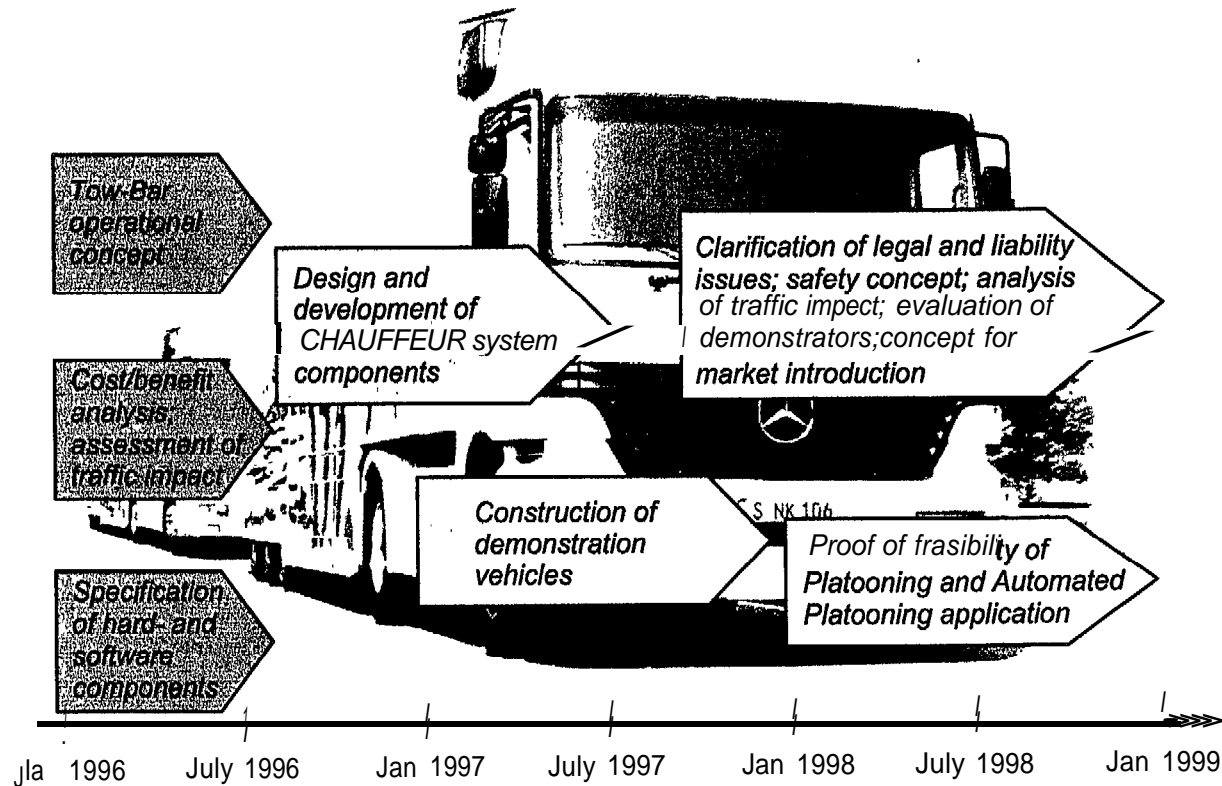 Tow-Bar
operational
concept
Cost/benefit
analysis;
assessment of
traffic impact
Specification
of hard- and
software
components
Design and
development of
CHAUFFEUR system
components
Construction of
demonstration
vehicles
Clarification of legal and liability
issues; safety concept; analysis
of traffic impact; evaluation of
demonstrators;concept for
market introduction
S NK 106
Proof of frasibility of
Platooning and Automated
Platooning application
Jla 1996
July 1996
Jan 1997
July 1997
Jan 1998
July 1998
Jan 1999